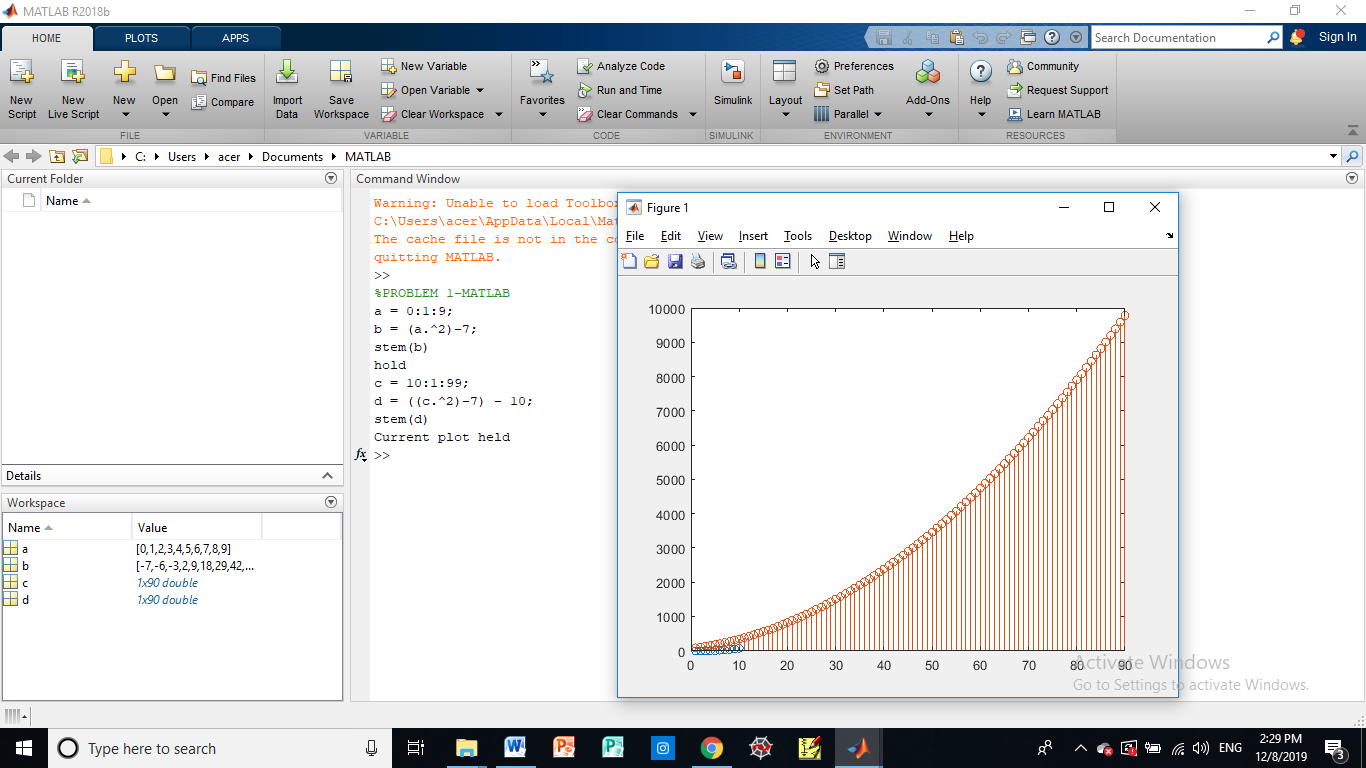 MATLAB R2018b
HOME PLOTS APPS
Search Documentation Sign In
New Script
New Live Script
New
Open
Find Files
Compare
FILE
Import Data
Save Workspace
New Variable
Open Variable
Clear Workspace
VARIABLE
Favorites
Analyze Code
Run and Time
Clear Commands
CODE
Simulink
SIMULINK
Layout
Preferences
Set Path
Parallel
Add-Ons
ENVIRONMENT
Help
Community
Request Support
Learn MATLAB
RESOURCES
C: Users acer Documents MATLAB
Current Folder
Name
Details
Workspace
Name Value
a [0,1,2,3,4,5,6,7,8,9]
b [-7,-6,-3,2,9,18,29,42,...
c 1x90 double
d 1x90 double
Command Window
Warning: Unable to load
C:\Users\acer\AppData\Local\
The cache file is not in the
quitting MATLAB.
>>
%PROBLEM 1-MATLAB
a = 0:1:9;
b = (a.^2)-7;
stem(b)
hold
c = 10:1:99;
d = ((c.^2)-7) - 10;
stem(d)
Current plot held
fx >>
Figure 1
File Edit View Insert Tools Desktop Window Help
10000
9000
8000
7000
6000
5000
4000
3000
2000
1000
0
0 10 20 30 40 50 60 70 80 90
Activate Windows
Go to Settings to activate Windows.
Type here to search
ENG
2:29 PM
12/8/2019
3